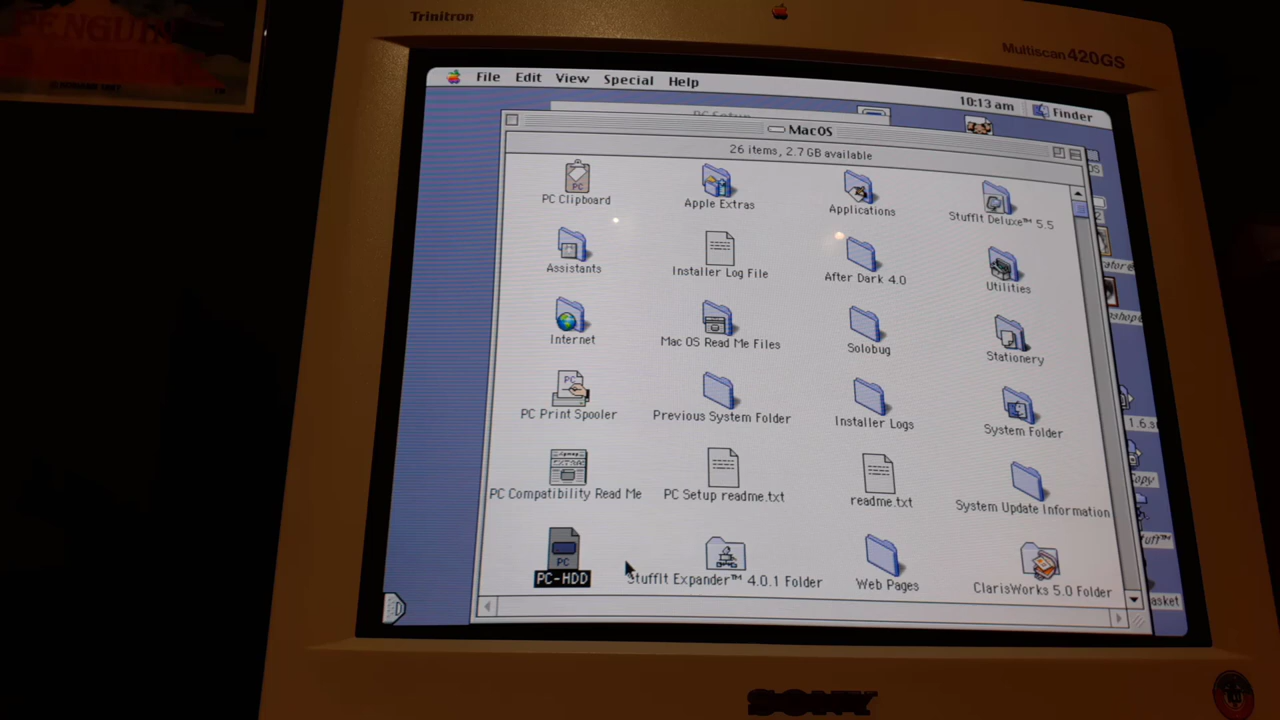 PENGUIN
Trinitron
Multiscan 420GS
File Edit View Special Help
10:13 am Finder
PC Setup
MacOS
26 items, 2.7 GB available
PC Clipboard Apple Extras Applications StuffIt Deluxe™ 5.5
Assistants Installer Log File After Dark 4.0 Utilities
Internet Mac OS Read Me Files Solobug Stationery
PC Print Spooler Previous System Folder Installer Logs System Folder
PC Compatibility Read Me PC Setup readme.txt readme.txt System Update Information
PC
PC-HDD StuffIt Expander™ 4.0.1 Folder Web Pages ClarisWorks 5.0 Folder
SONY